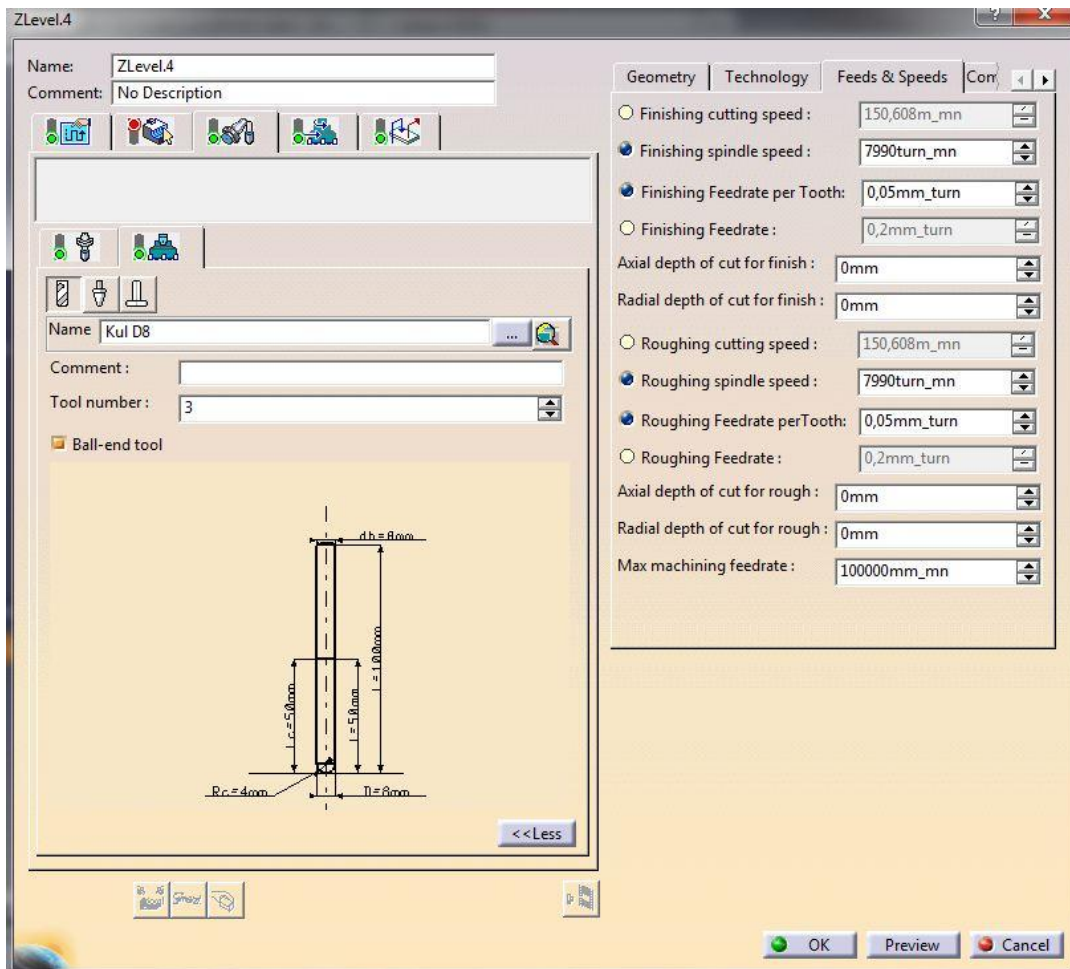 ZLevel.4
Name: ZLevel.4
Comment: No Description
Name Kul D8 ...
Comment :
Tool number : 3
Ball-end tool
db=8mm
l=100mm
Lc=50mm
l=50mm
Rc=4mm
D=8mm
<<Less
Geometry Technology Feeds & Speeds Com
Finishing cutting speed : 150,608m_mn
Finishing spindle speed : 7990turn_mn
Finishing Feedrate per Tooth: 0,05mm_turn
Finishing Feedrate : 0,2mm_turn
Axial depth of cut for finish : 0mm
Radial depth of cut for finish : 0mm
Roughing cutting speed : 150,608m_mn
Roughing spindle speed : 7990turn_mn
Roughing Feedrate perTooth: 0,05mm_turn
Roughing Feedrate : 0,2mm_turn
Axial depth of cut for rough : 0mm
Radial depth of cut for rough : 0mm
Max machining feedrate : 100000mm_mn
OK Preview Cancel